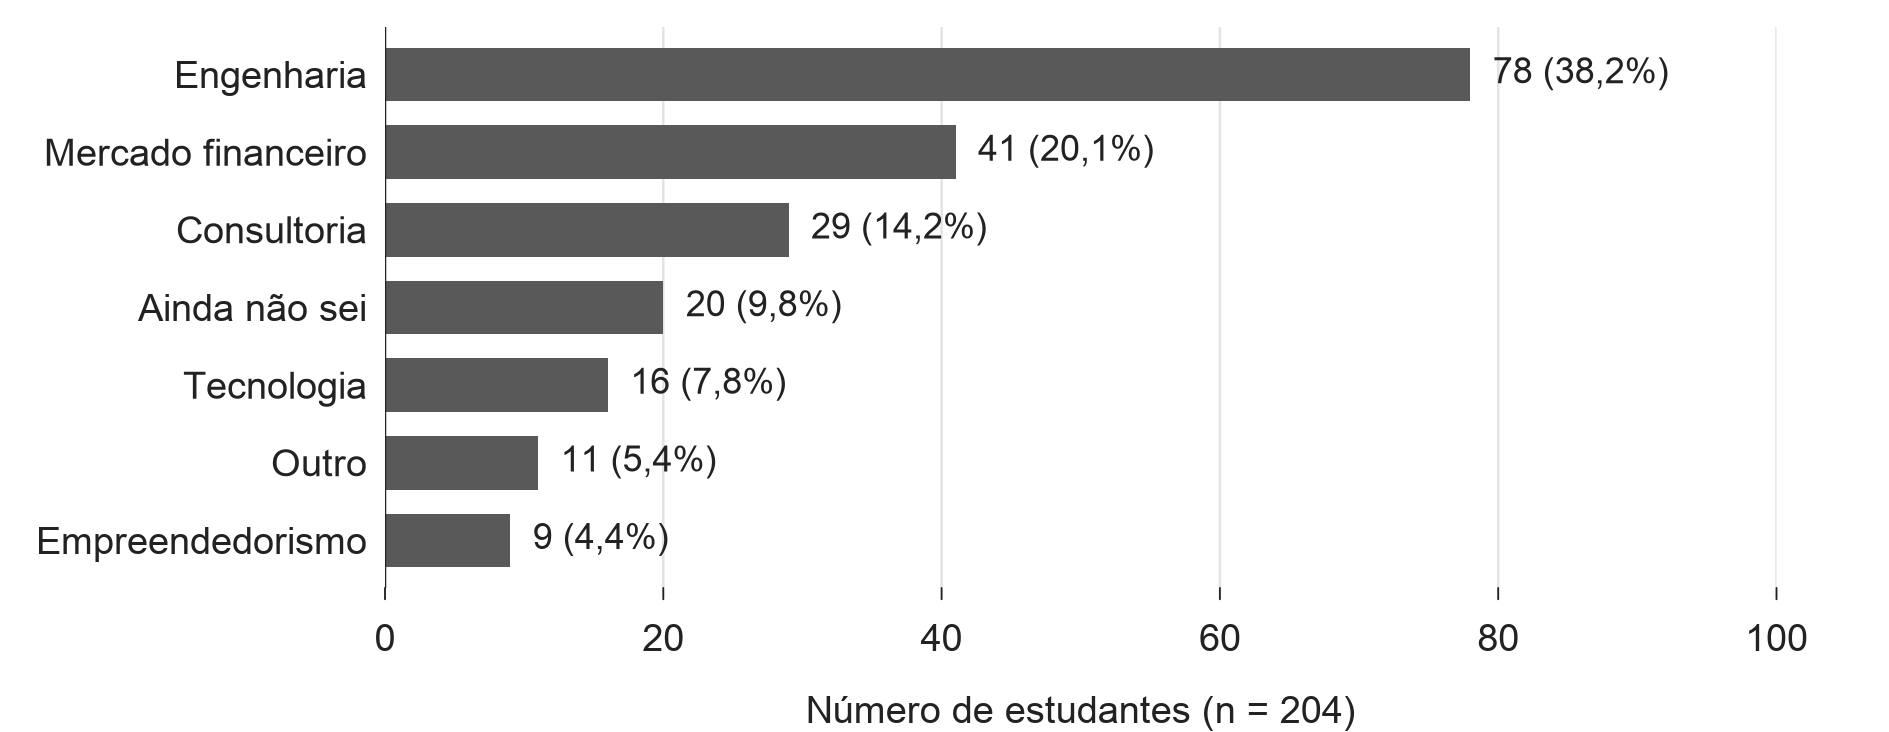 Engenharia 78 (38,2%)
Mercado financeiro 41 (20,1%)
Consultoria 29 (14,2%)
Ainda não sei 20 (9,8%)
Tecnologia 16 (7,8%)
Outro 11 (5,4%)
Empreendedorismo 9 (4,4%)
0 20 40 60 80 100
Número de estudantes (n = 204)